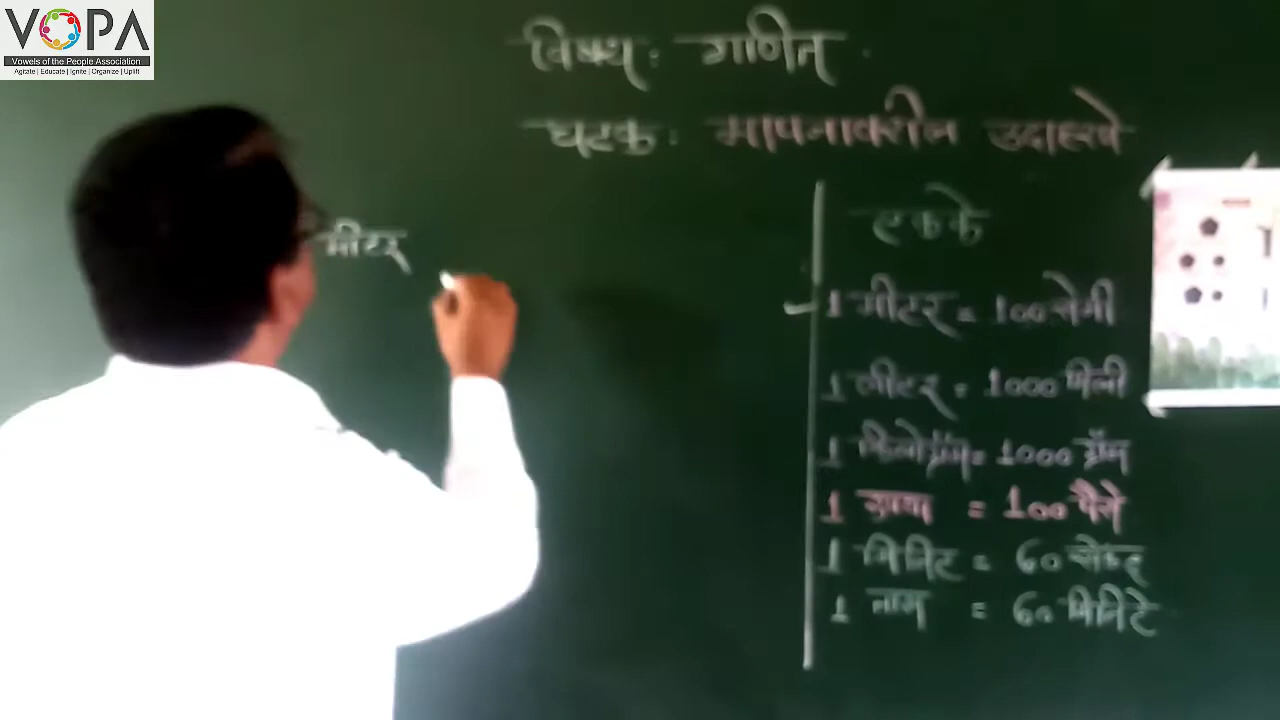 VOPA
Vowels of the People Association
Agitate | Educate | Ignite | Organize | Uplift
विषय : गणित
घटक : मापनावरील उदाहरणे
मीटर
एकके
1 मीटर = 100 सेमी
1 लीटर = 1000 मिली
1 किलोग्रॅम = 1000 ग्रॅम
1 रुपया = 100 पैसे
1 मिनिट = 60 सेकंद
1 तास = 60 मिनिटे